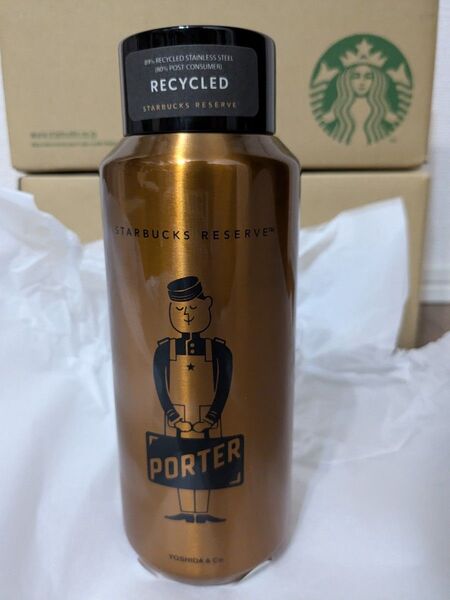 89% RECYCLED STAINLESS STEEL
(80% POST-CONSUMER)
RECYCLED
STARBUCKS RESERVE
STARBUCKS RESERVE™
PORTER
YOSHIDA & Co.